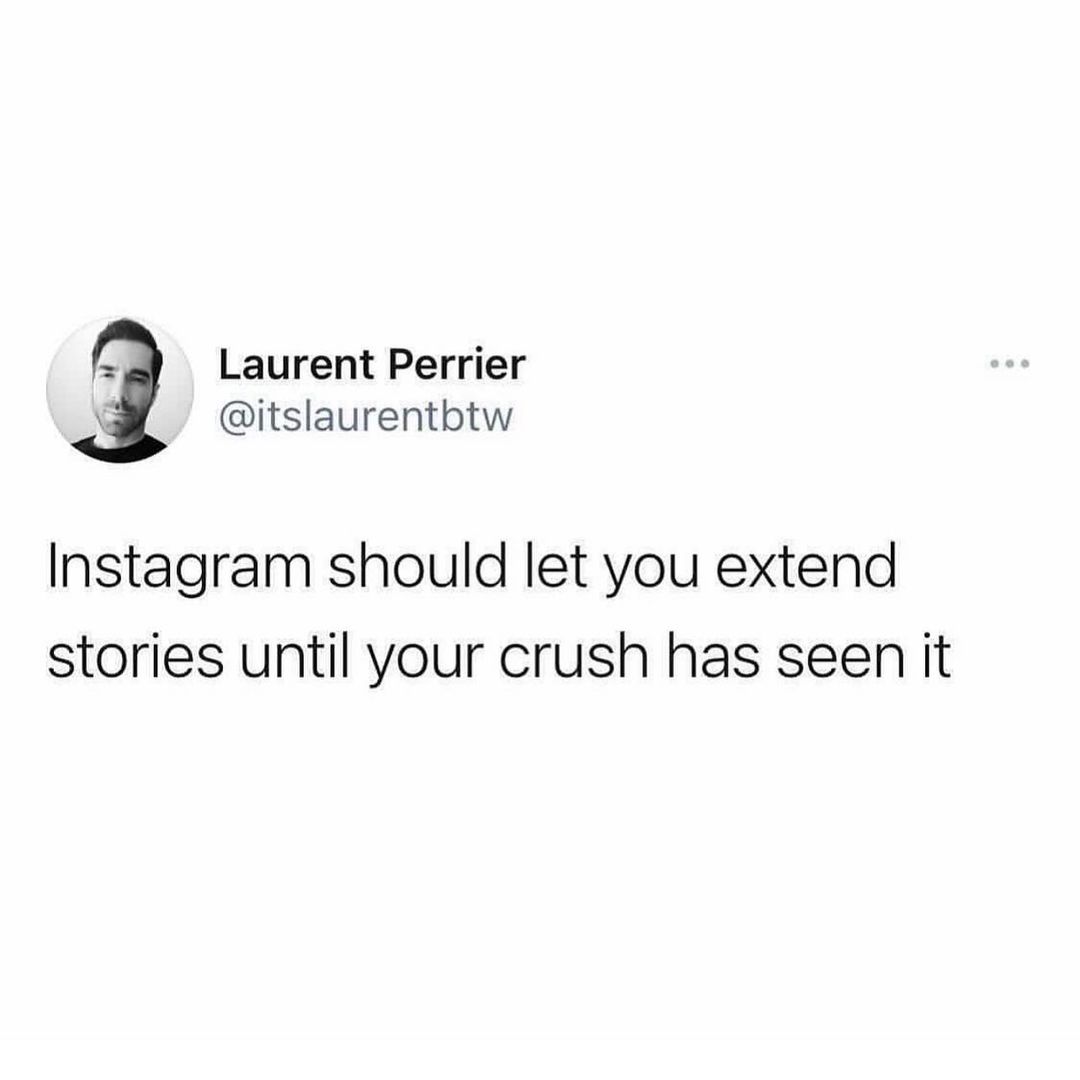 Laurent Perrier
@itslaurentbtw
Instagram should let you extend
stories until your crush has seen it